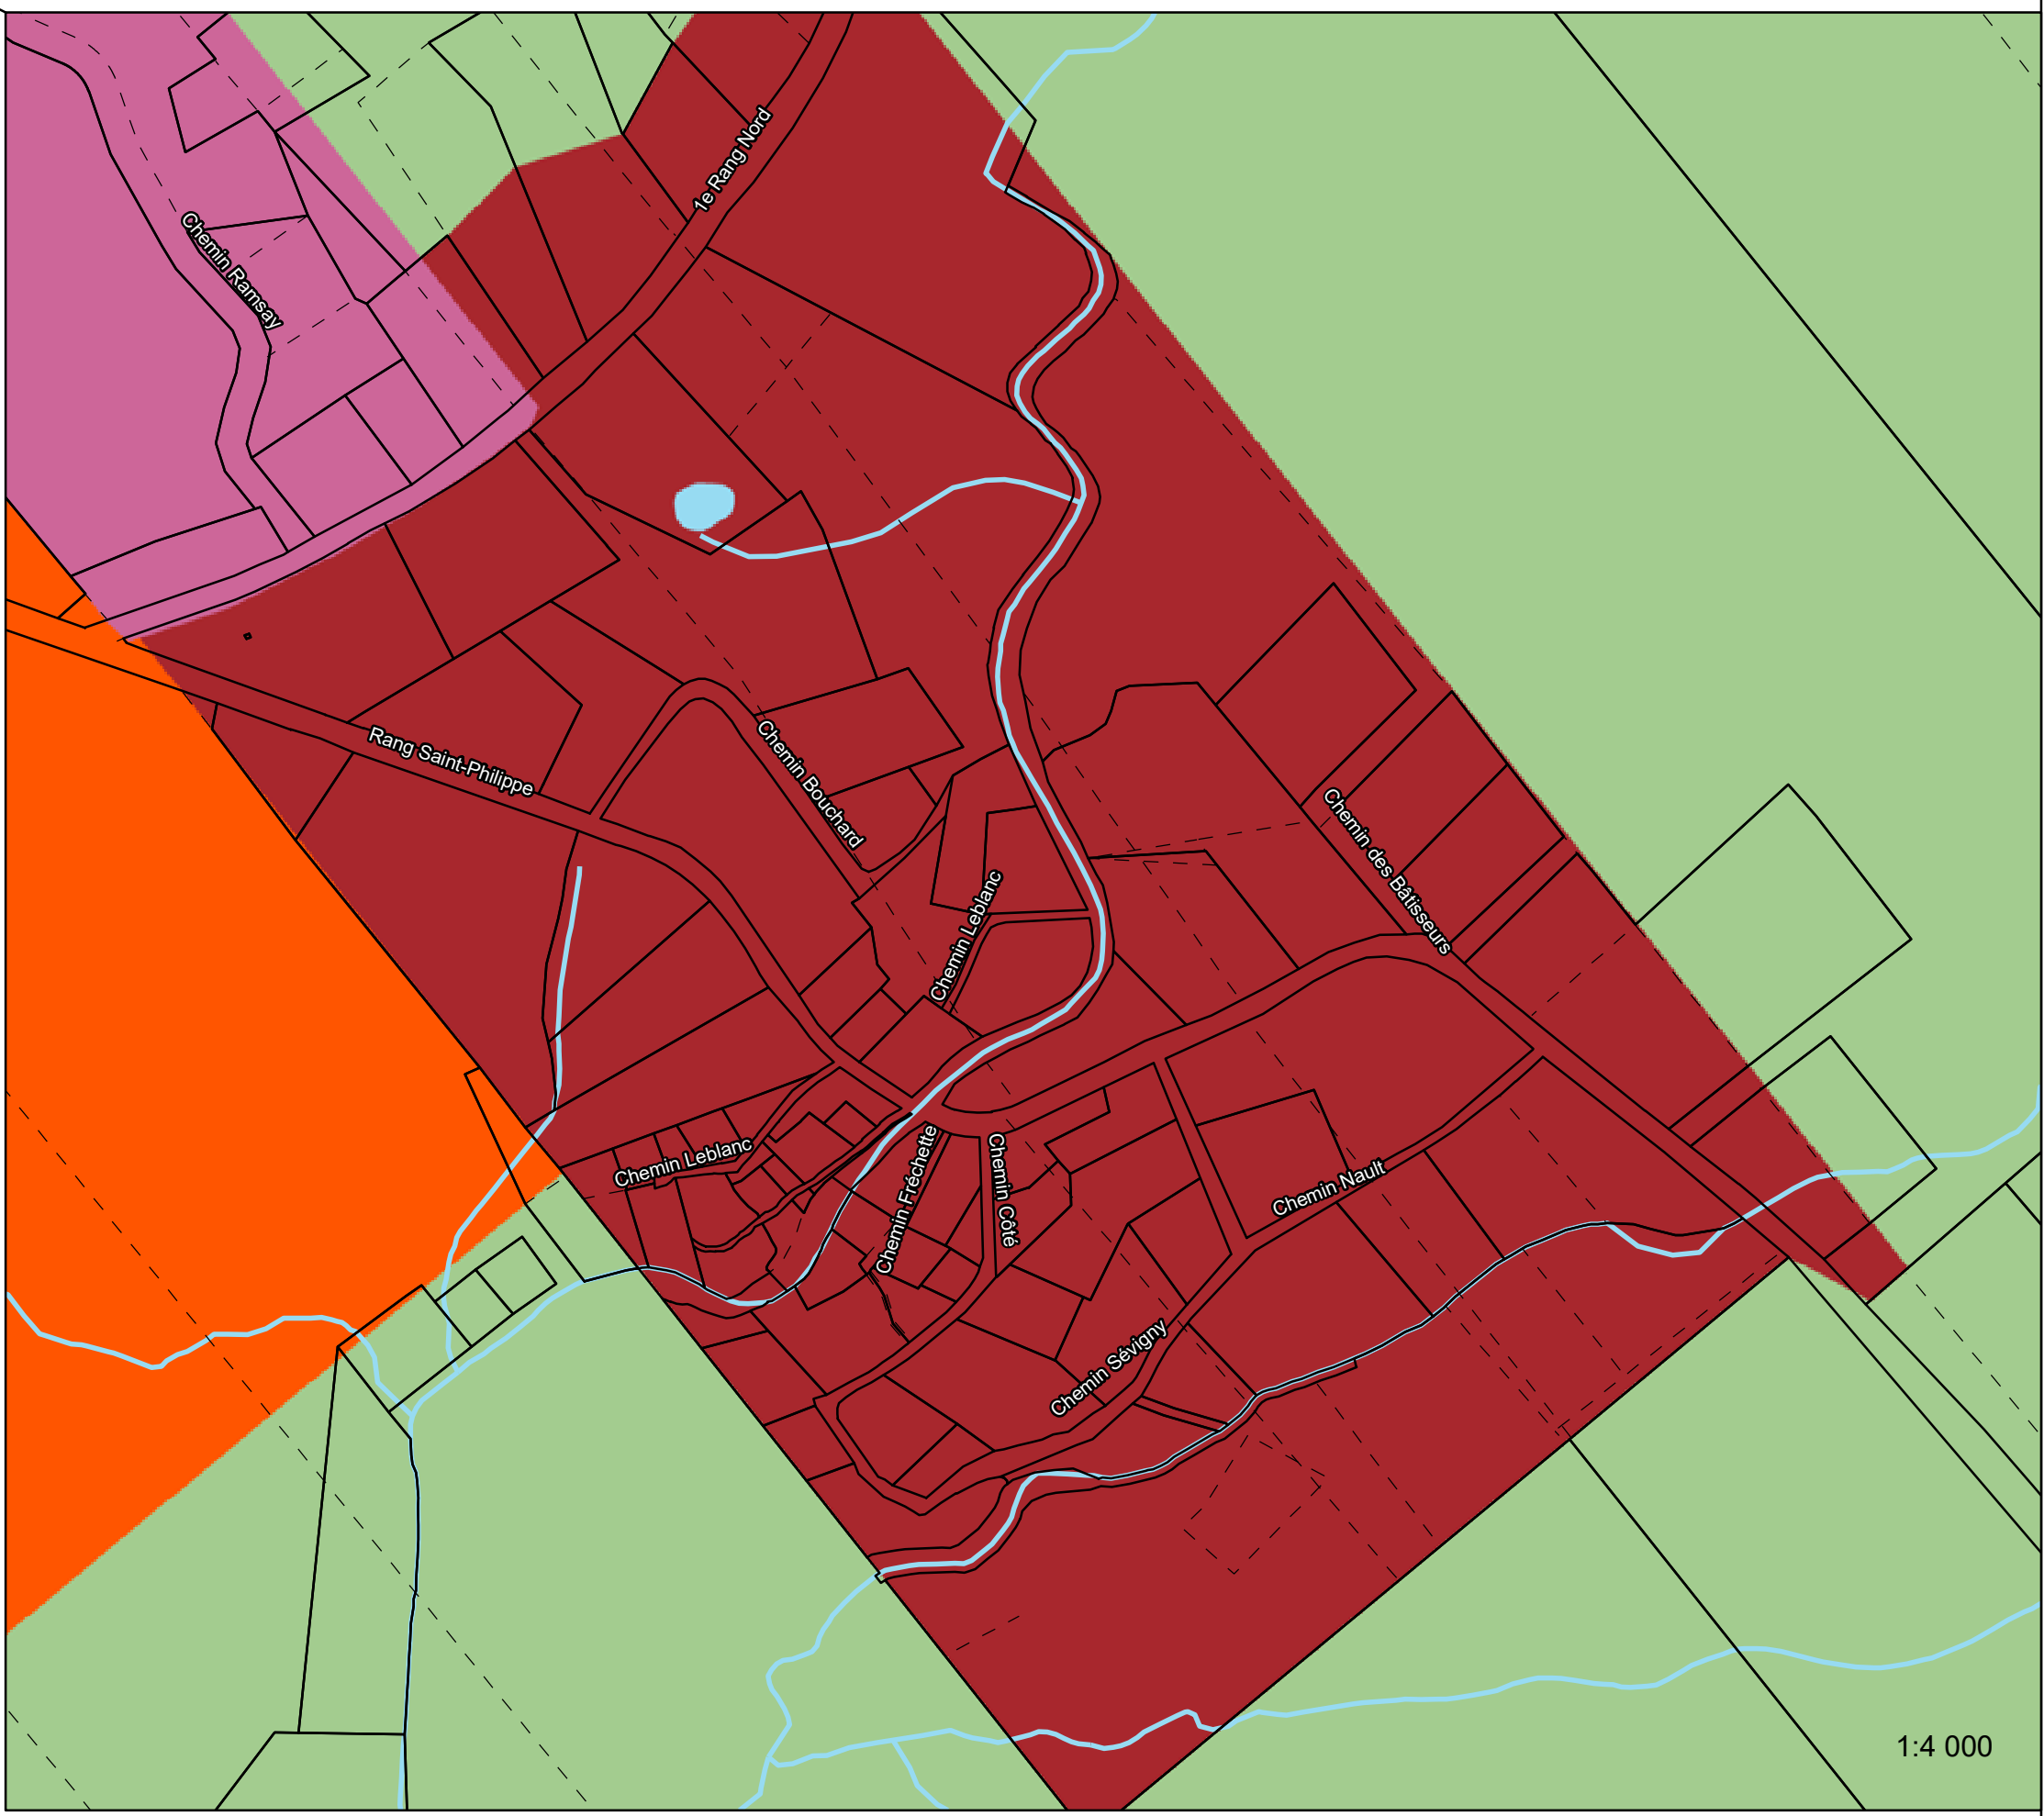 1e Rang Nord
Chemin Ramsay
Rang Saint-Philippe
Chemin Bouchard
Chemin des Bâtisseurs
Chemin Leblanc
Chemin Leblanc
Chemin Fréchette
Chemin Côté
Chemin Nault
Chemin Sévigny
1:4 000